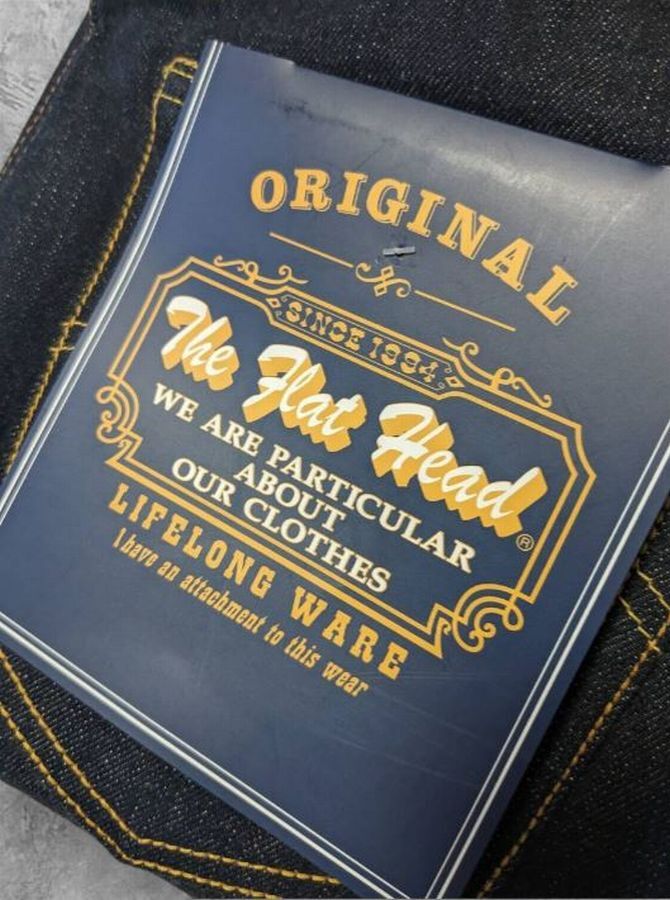 ORIGINAL
SINCE 1994
The Flat Head
®
WE ARE PARTICULAR
ABOUT
OUR CLOTHES
LIFELONG WARE
I have an attachment to this wear